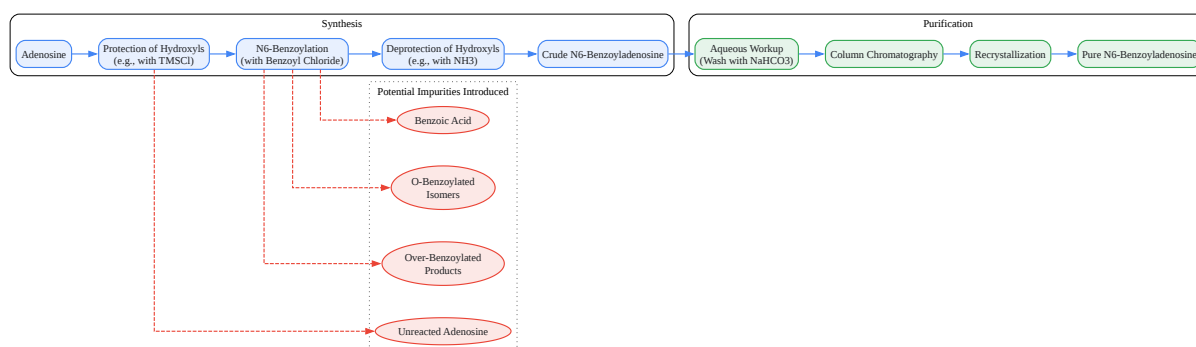 Synthesis
Purification
Adenosine
Protection of Hydroxyls
(e.g., with TMSCl)
N6-Benzoylation
(with Benzoyl Chloride)
Deprotection of Hydroxyls
(e.g., with NH3)
Crude N6-Benzoyladenosine
Aqueous Workup
(Wash with NaHCO3)
Column Chromatography
Recrystallization
Pure N6-Benzoyladenosine
Potential Impurities Introduced
Benzoic Acid
O-Benzoylated
Isomers
Over-Benzoylated
Products
Unreacted Adenosine